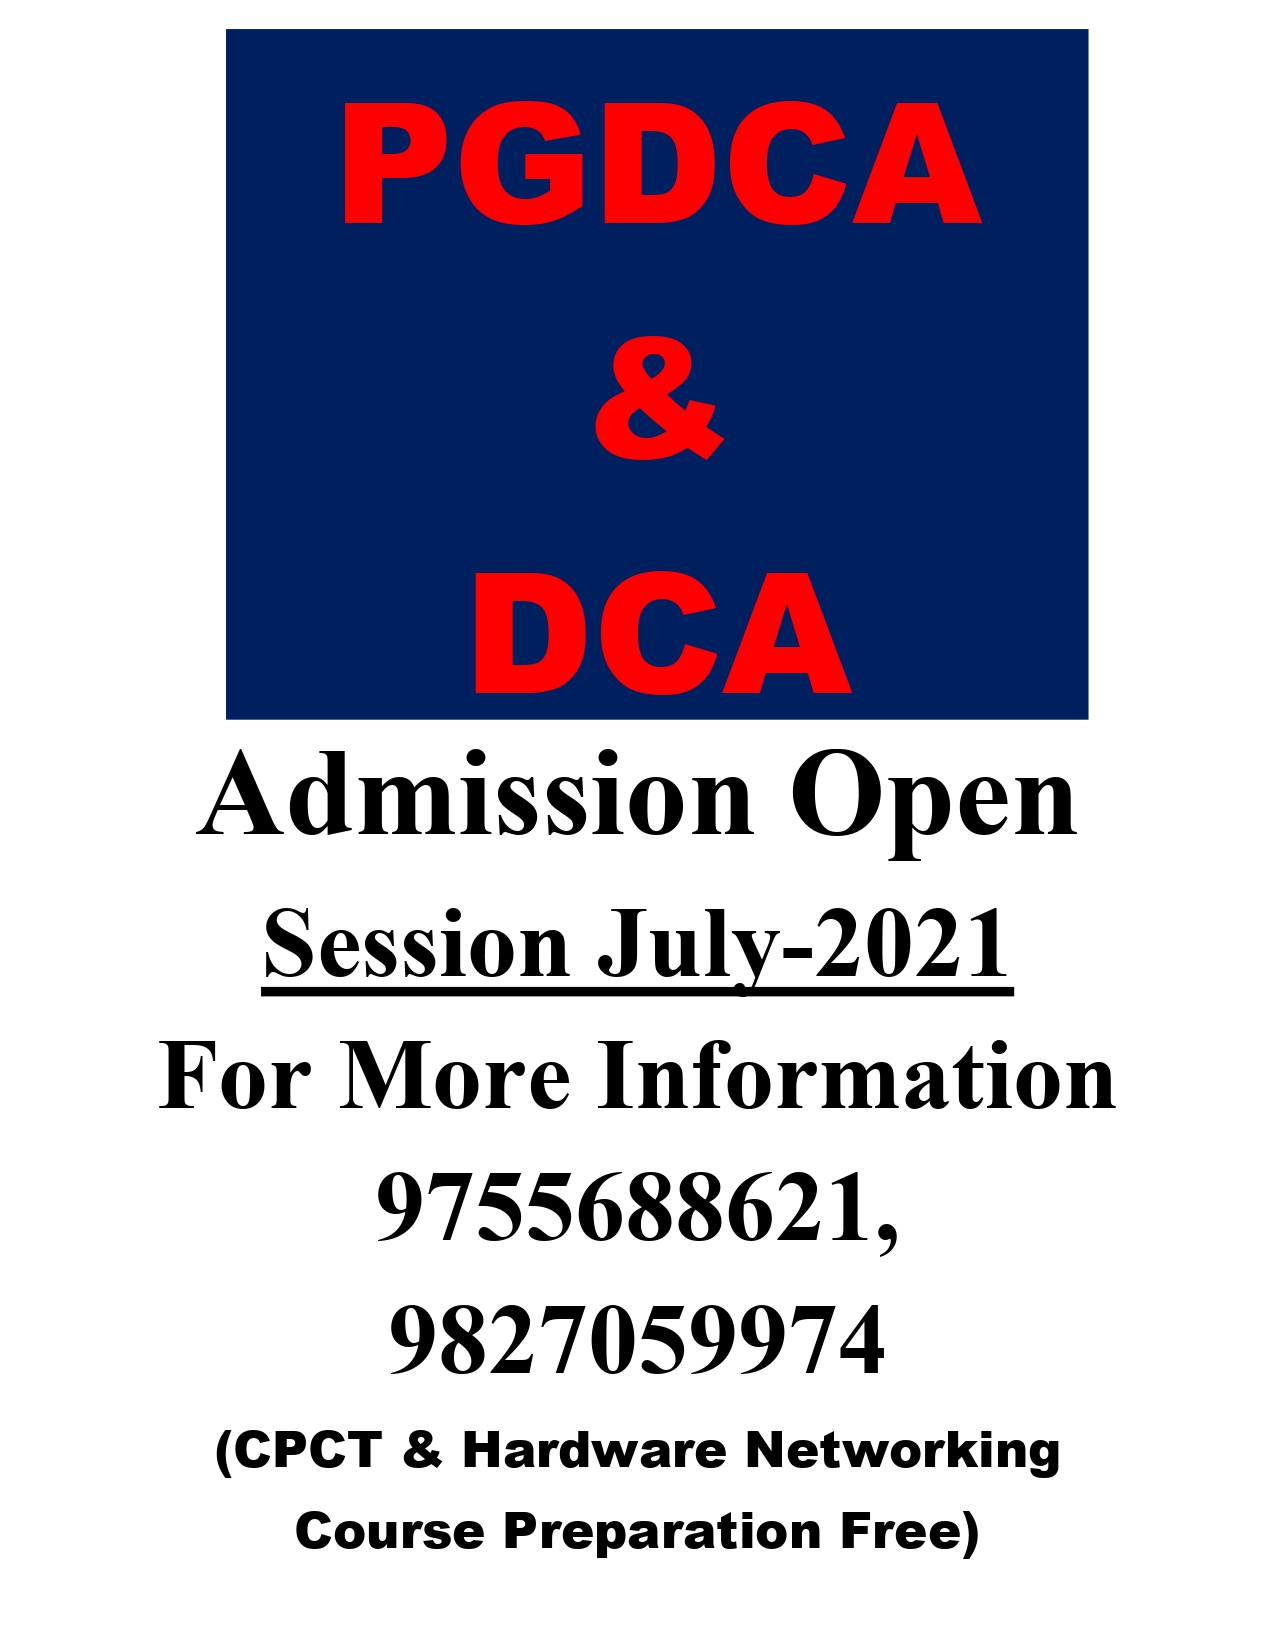 PGDCA
&
DCA
Admission Open
Session July-2021
For More Information
9755688621,
9827059974
(CPCT & Hardware Networking
Course Preparation Free)